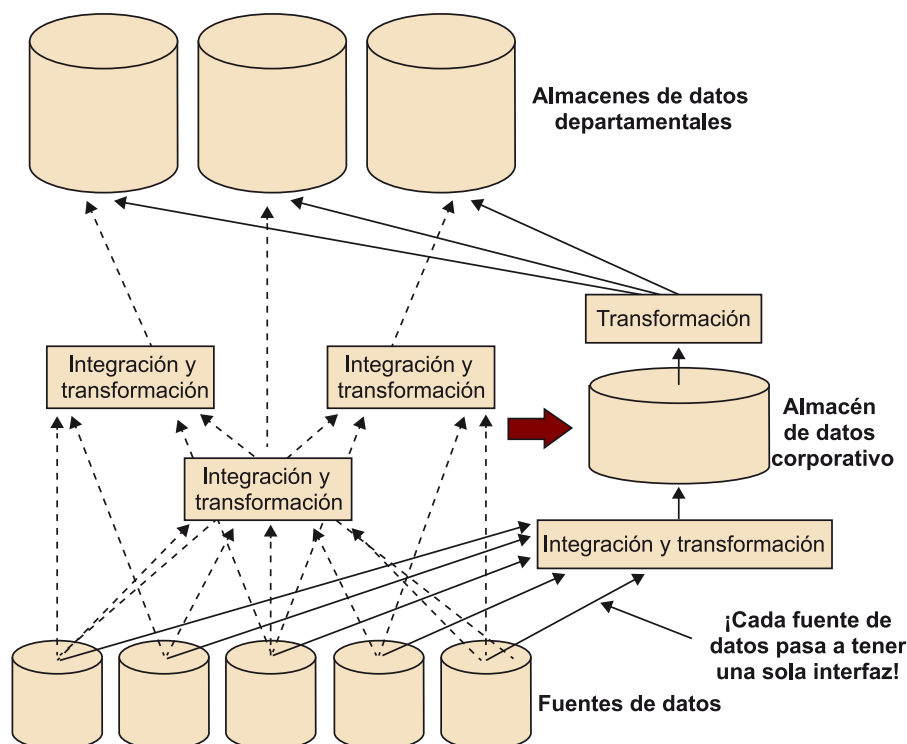 Almacenes de datos
departamentales
Transformación
Integración y
transformación
Integración y
transformación
Almacén
de datos
corporativo
Integración y
transformación
Integración y transformación
¡Cada fuente de
datos pasa a tener
una sola interfaz!
Fuentes de datos